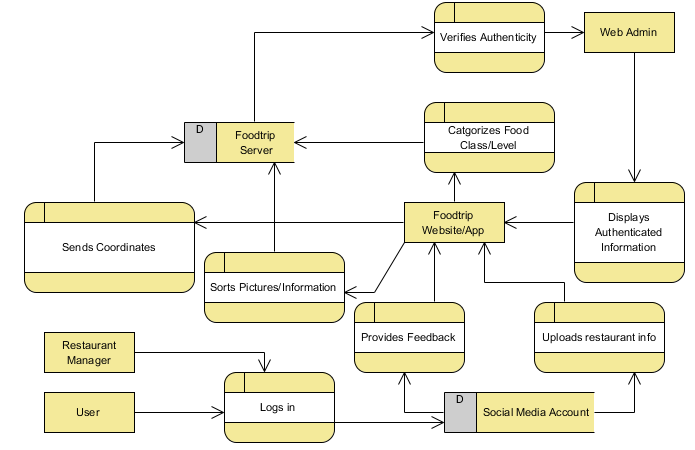 Verifies Authenticity
Web Admin
D
Foodtrip
Server
Catgorizes Food
Class/Level
Foodtrip
Website/App
Displays
Authenticated
Information
Sends Coordinates
Sorts Pictures/Information
Provides Feedback
Uploads restaurant info
Restaurant
Manager
Logs in
User
D
Social Media Account